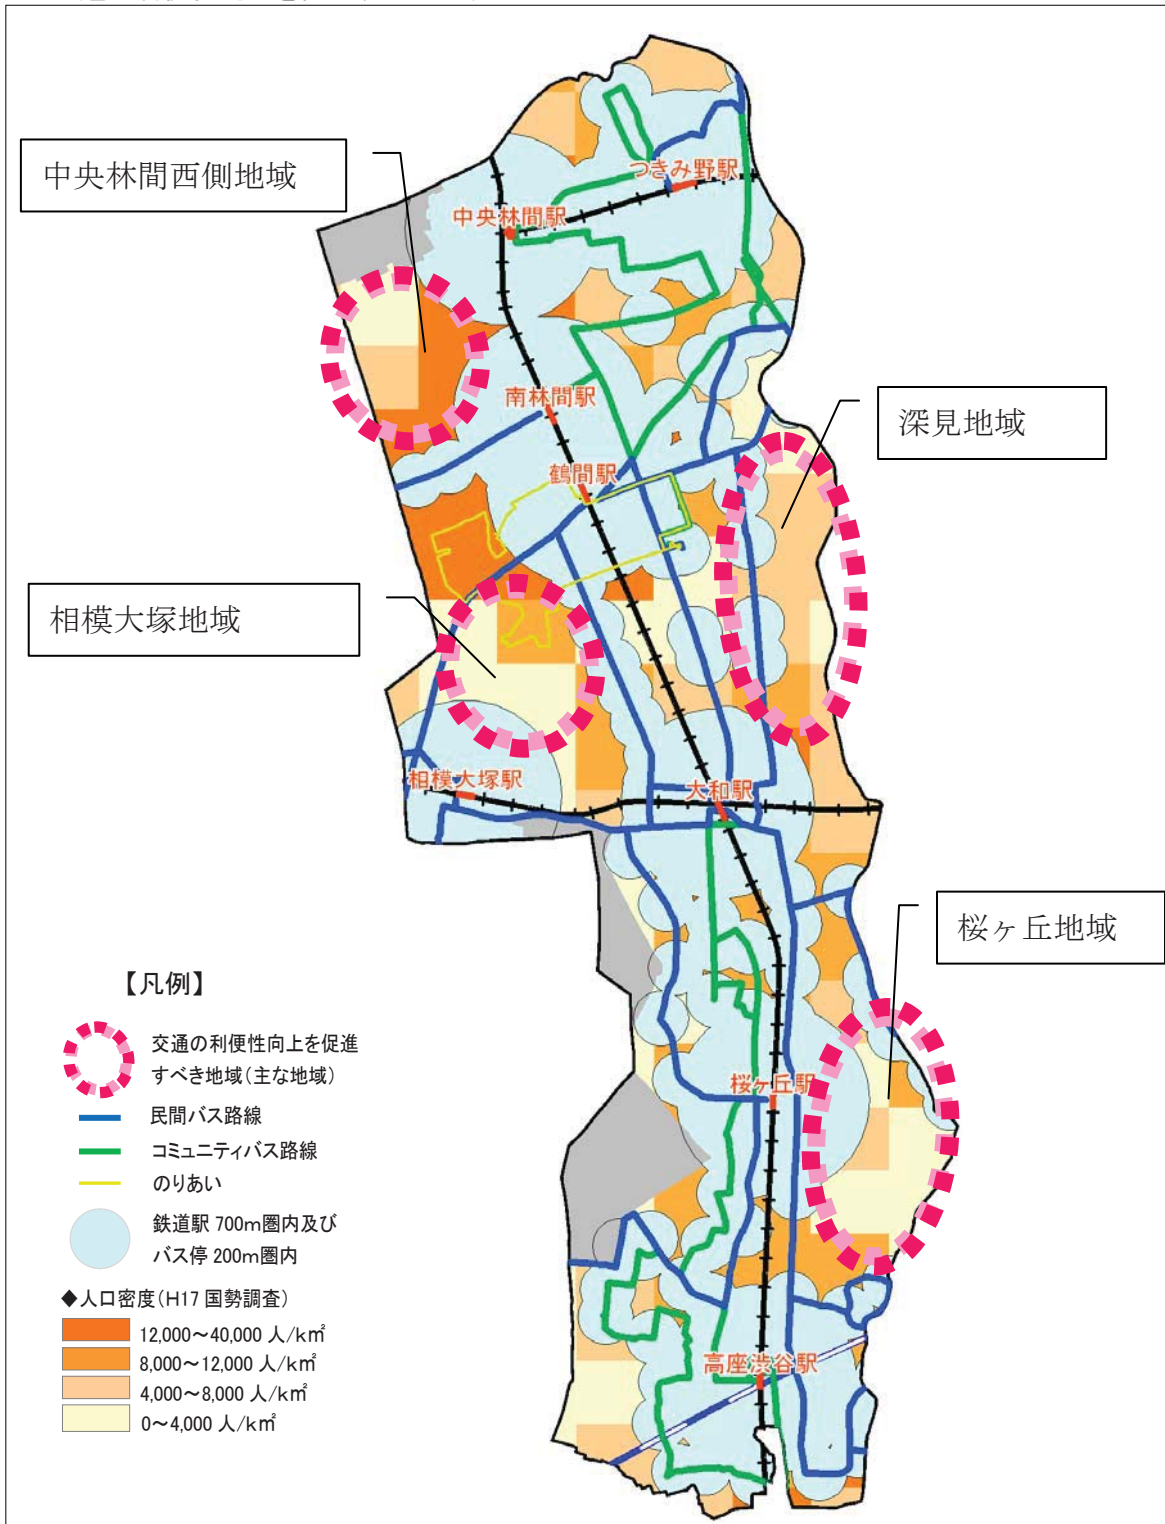 中央林間西側地域
つきみ野駅
中央林間駅
南林間駅
深見地域
鶴間駅
相模大塚地域
相模大塚駅
大和駅
桜ヶ丘地域
桜ヶ丘駅
高座渋谷駅
【凡例】
交通の利便性向上を促進
すべき地域(主な地域)
民間バス路線
コミュニティバス路線
のりあい
鉄道駅 700m圏内及び
バス停 200m圏内
◆人口密度(H17 国勢調査)
12,000~40,000 人/k㎡
8,000~12,000 人/k㎡
4,000~8,000 人/k㎡
0~4,000 人/k㎡